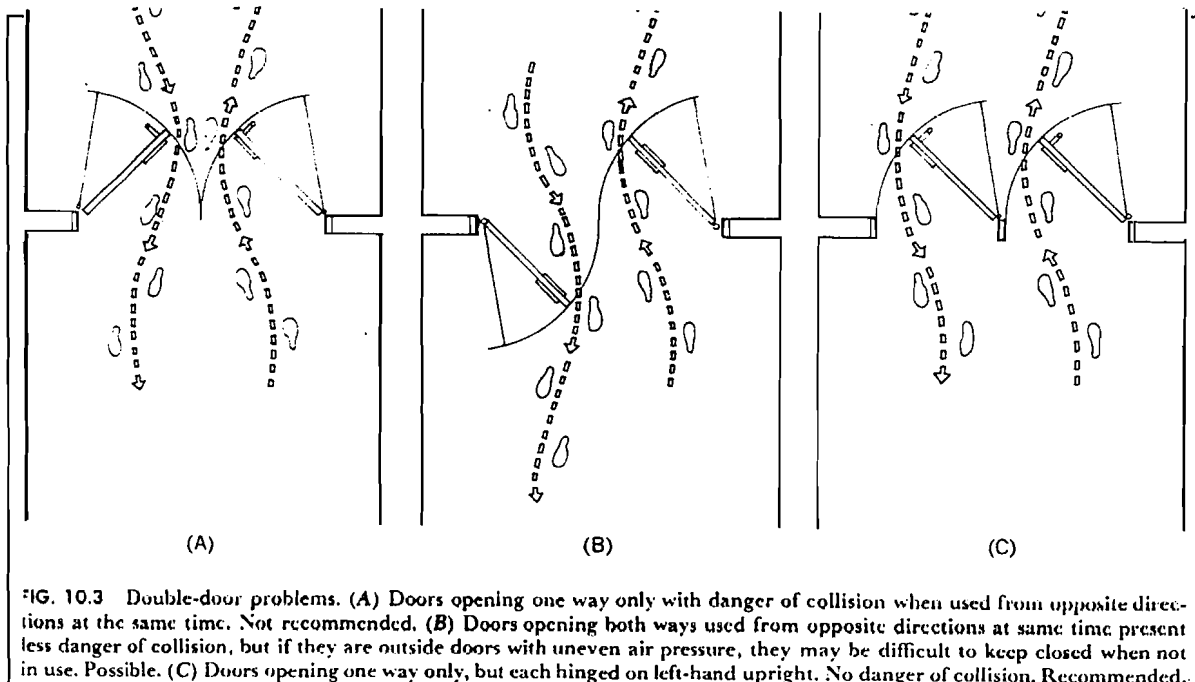 (A)
(B)
(C)
FIG. 10.3 Double-door problems. (A) Doors opening one way only with danger of collision when used from opposite direc-
tions at the same time. Not recommended. (B) Doors opening both ways used from opposite directions at same time present
less danger of collision, but if they are outside doors with uneven air pressure, they may be difficult to keep closed when not
in use. Possible. (C) Doors opening one way only, but each hinged on left-hand upright. No danger of collision. Recommended.